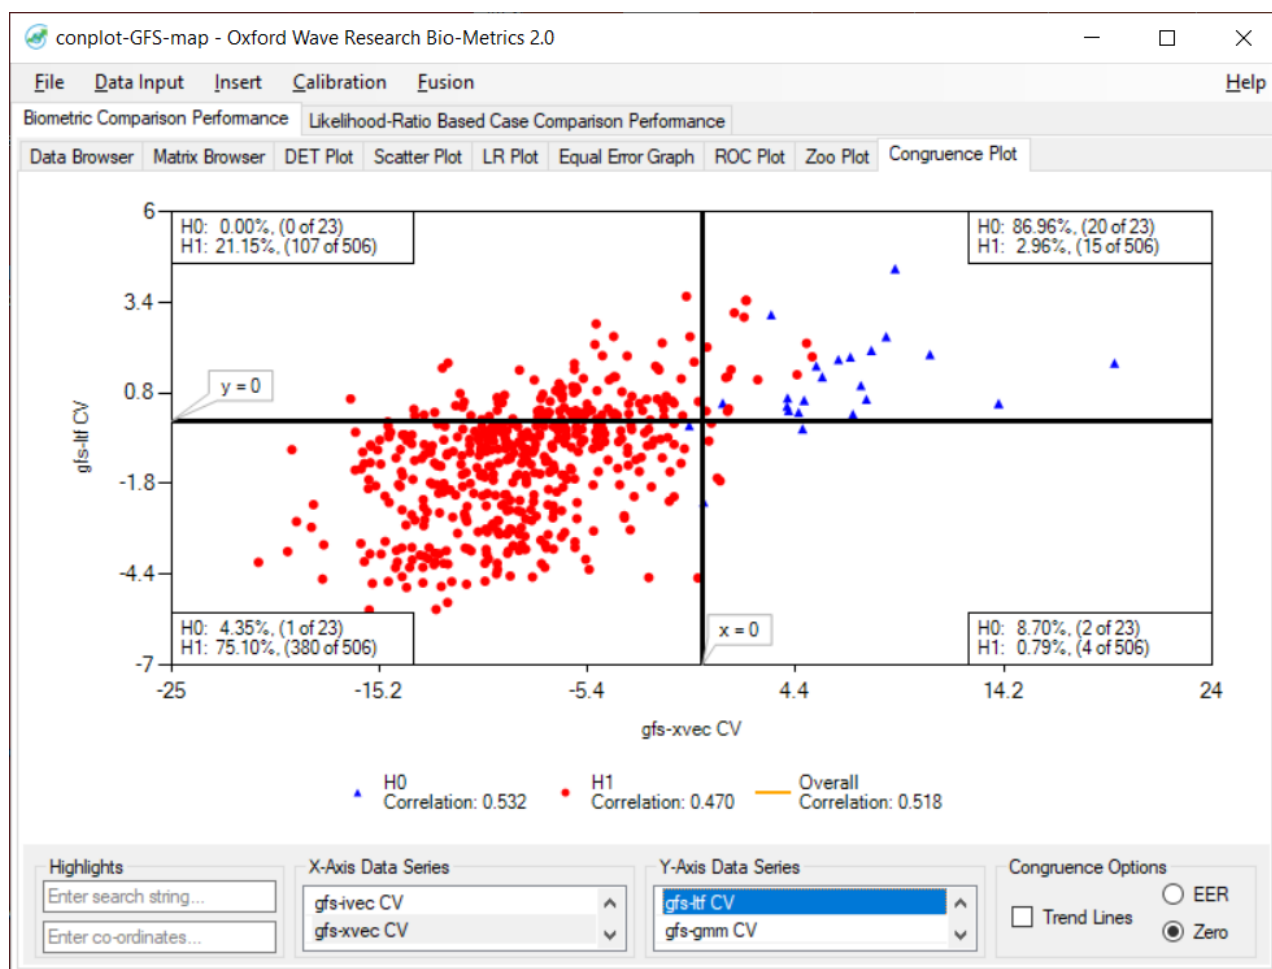 conplot-GFS-map - Oxford Wave Research Bio-Metrics 2.0
File Data Input Insert Calibration Fusion Help
Biometric Comparison Performance Likelihood-Ratio Based Case Comparison Performance
Data Browser Matrix Browser DET Plot Scatter Plot LR Plot Equal Error Graph ROC Plot Zoo Plot Congruence Plot
6
H0: 0.00%, (0 of 23)
H1: 21.15%, (107 of 506)
H0: 86.96% (20 of 23)
H1: 2.96%, (15 of 506)
3.4
0.8
y = 0
gfs-ltf CV
-1.8
-4.4
H0: 4.35%, (1 of 23)
H1: 75.10%, (380 of 506)
x = 0
H0: 8.70%, (2 of 23)
H1: 0.79%, (4 of 506)
-7
-25 -15.2 -5.4 4.4 14.2 24
gfs-xvec CV
H0
Correlation: 0.532
H1
Correlation: 0.470
Overall
Correlation: 0.518
Highlights
Enter search string...
Enter co-ordinates...
X-Axis Data Series
gfs-ivec CV
gfs-xvec CV
Y-Axis Data Series
gfs-ltf CV
gfs-gmm CV
Congruence Options
Trend Lines
EER
Zero